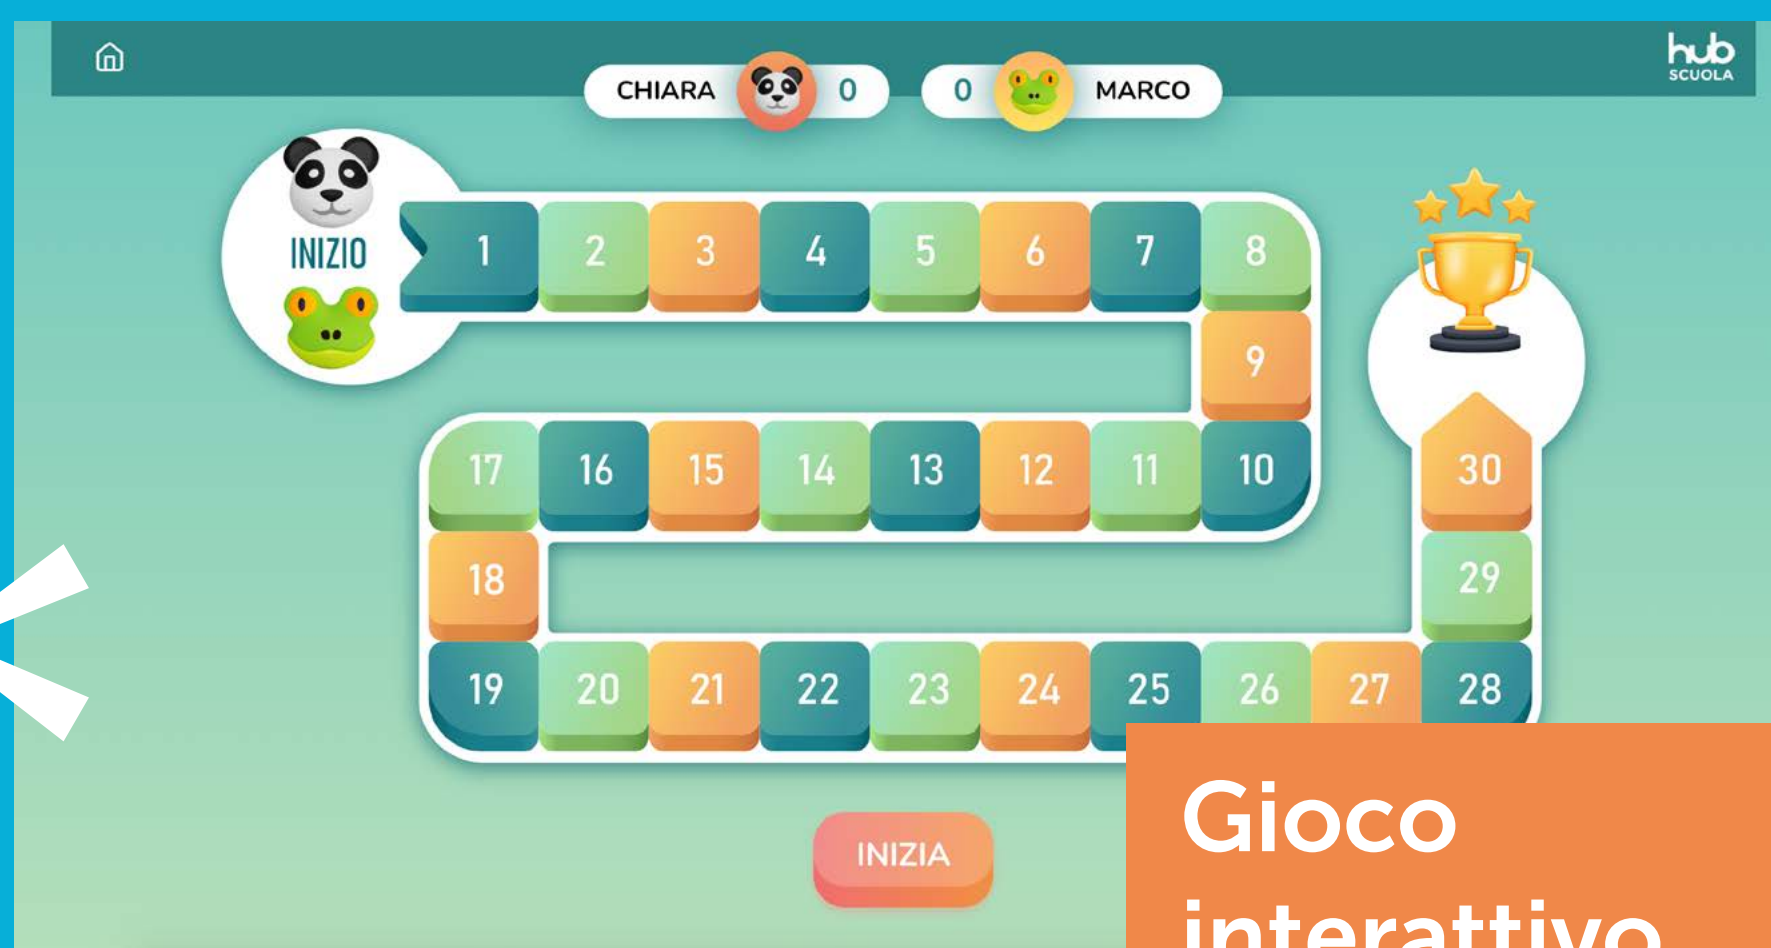 hub
SCUOLA
CHIARA 0 0 MARCO
INIZIO
1 2 3 4 5 6 7 8
9
17 16 15 14 13 12 11 10
30
18
29
19 20 21 22 23 24 25 26 27 28
INIZIA
Gioco
interattivo